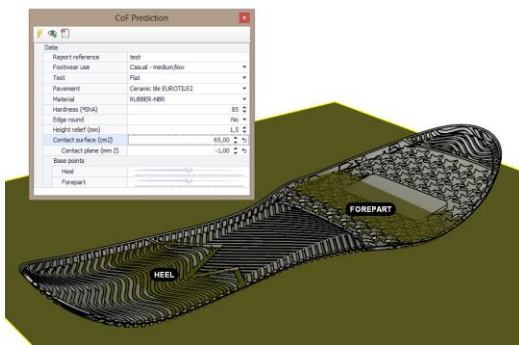 CoF Prediction
Data
Report reference test
Footwear use Casual - medium/low
Test Flat
Pavement Ceramic tile EUROTILE2
Material RUBBER-NBR
Hardness (ºShA) 85
Edge round No
Height relief (mm) 1,5
Contact surface (cm2) 65,00
Contact plane (mm Z) -1,00
Base points
Heel
Forepart
FOREPART
HEEL